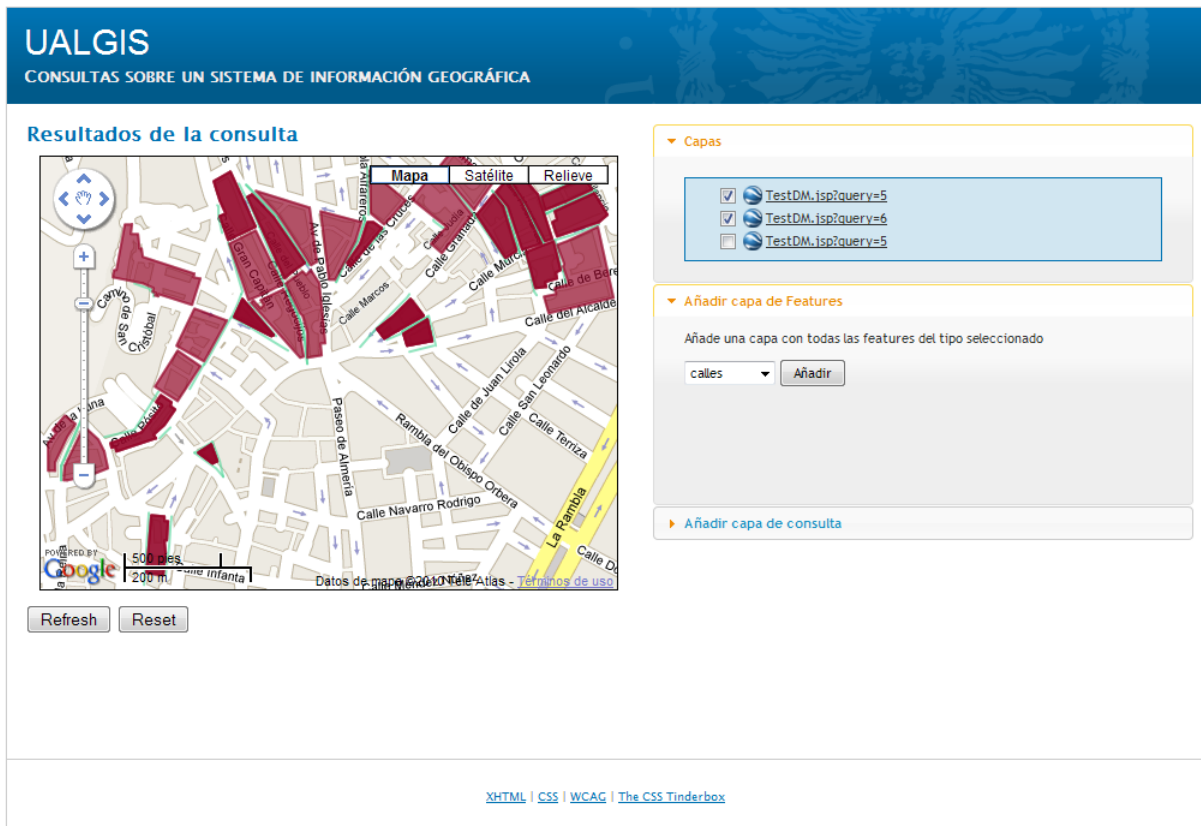 UALGIS
CONSULTAS SOBRE UN SISTEMA DE INFORMACIÓN GEOGRÁFICA
Resultados de la consulta
Mapa
Satélite
Relieve
Calle de las Cruces
Calle Granada
Av de Pablo Iglesias
Gran Capitán
Calle Marcos
Calle del Alcalde
Camino de San Cristóbal
Calle de Juan Lirola
Calle San Leonardo
Calle Terriza
Paseo de Almería
Rambla del Obispo Orbera
Calle Navarro Rodrigo
La Rambla
POWERED BY
Google
500 pies
200 m
Datos de mapa ©2010 Tele Atlas - Términos de uso
Refresh
Reset
Capas
TestDM.jsp?query=5
TestDM.jsp?query=6
TestDM.jsp?query=5
Añadir capa de Features
Añade una capa con todas las features del tipo seleccionado
calles
Añadir
Añadir capa de consulta
XHTML | CSS | WCAG | The CSS Tinderbox